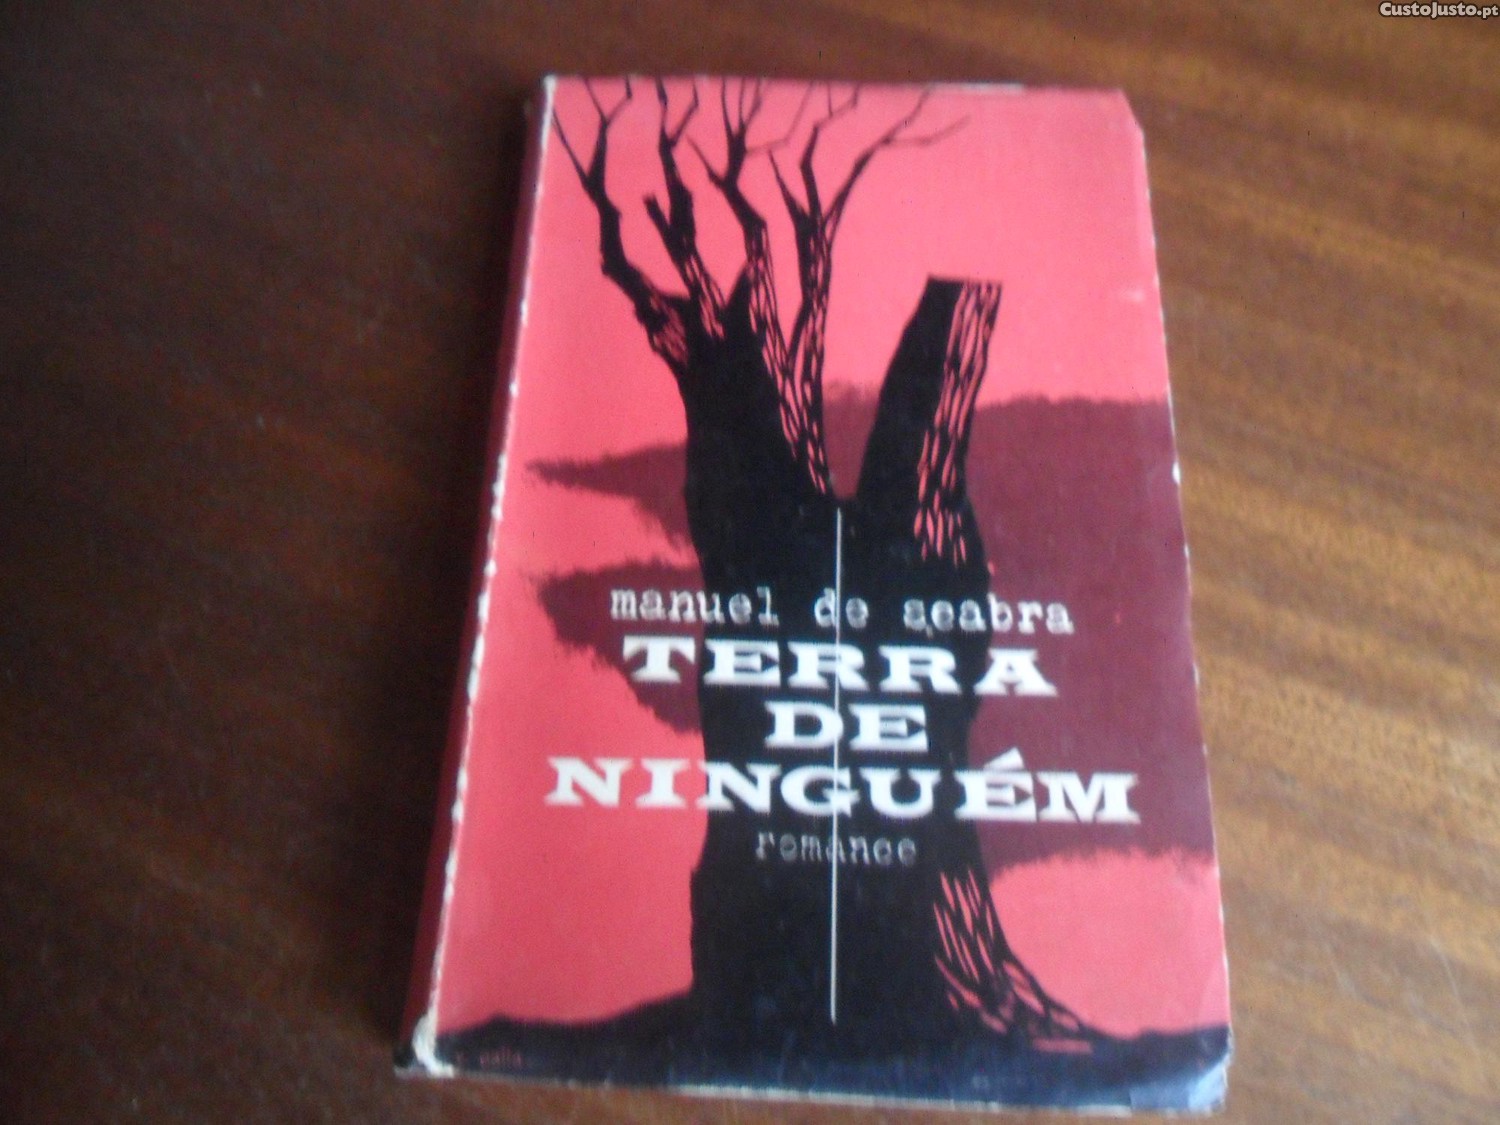 CustoJusto.pt
manuel de seabra
TERRA
DE
NINGUÉM
romance